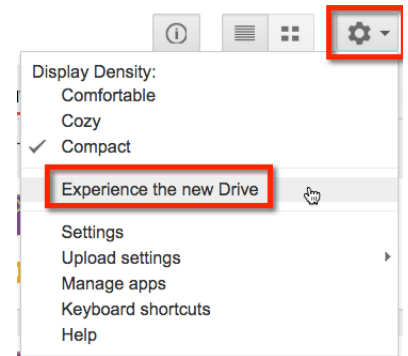 Display Density:
Comfortable
Cozy
Compact
Experience the new Drive
Settings
Upload settings
Manage apps
Keyboard shortcuts
Help